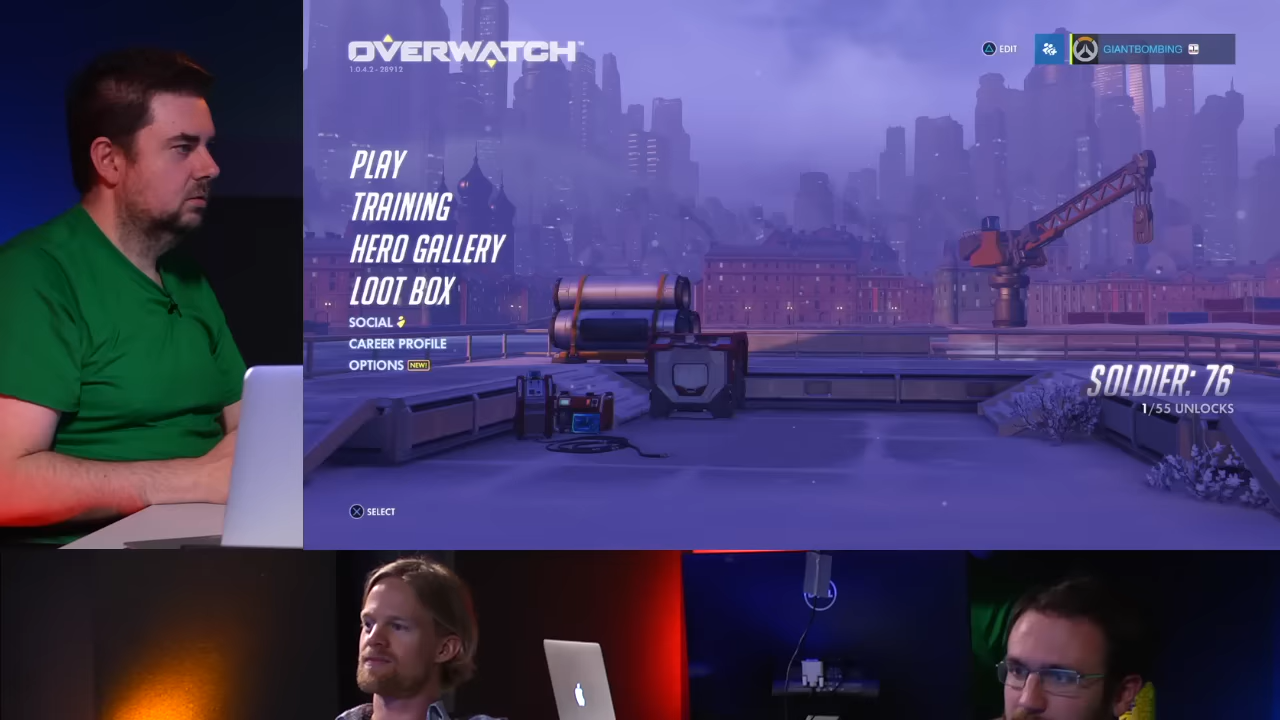 OVERWATCH
1.0.4.2 - 28912
EDIT
GIANTBOMBING
PLAY
TRAINING
HERO GALLERY
LOOT BOX
SOCIAL
CAREER PROFILE
OPTIONS NEW!
SOLDIER: 76
1/55 UNLOCKS
SELECT